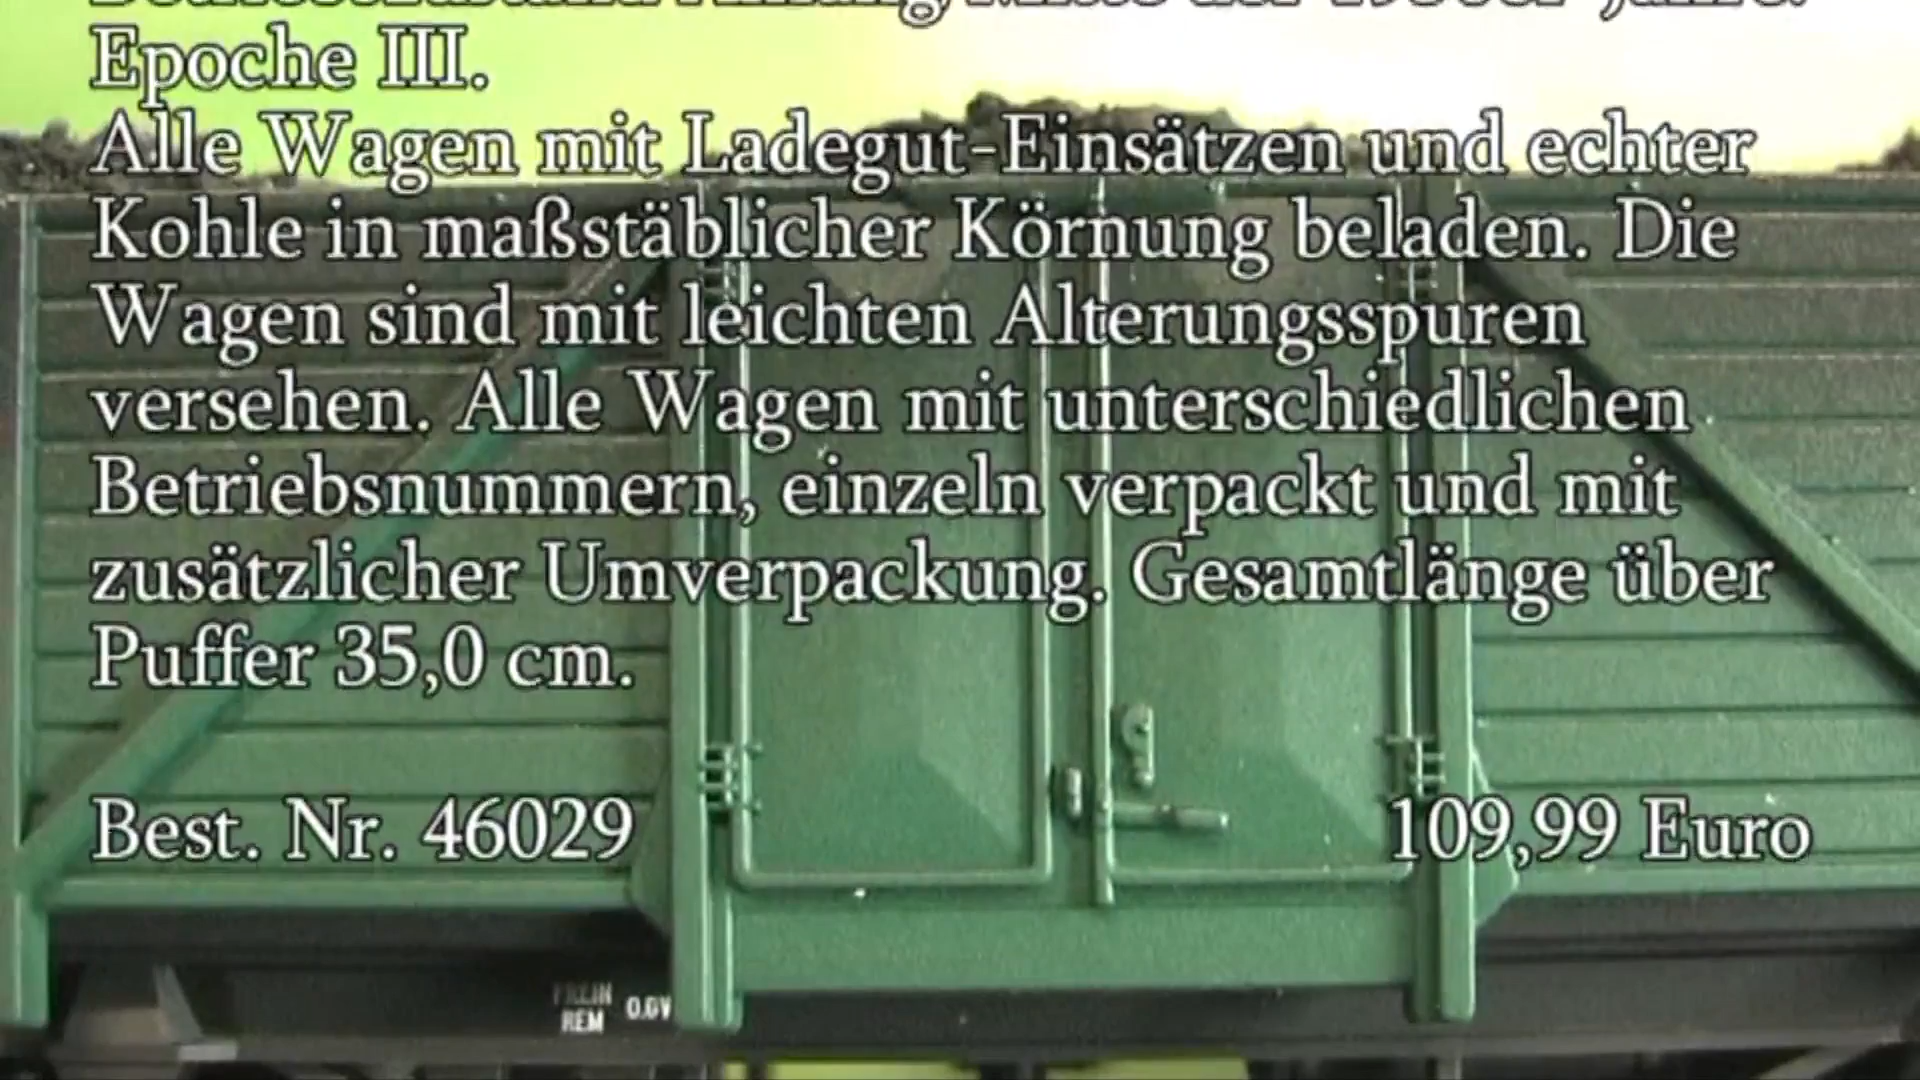 Epoche III.
Alle Wagen mit Ladegut-Einsätzen und echter
Kohle in maßstäblicher Körnung beladen. Die
Wagen sind mit leichten Alterungsspuren
versehen. Alle Wagen mit unterschiedlichen
Betriebsnummern, einzeln verpackt und mit
zusätzlicher Umverpackung. Gesamtlänge über
Puffer 35,0 cm.
Best. Nr. 46029 109,99 Euro
REM